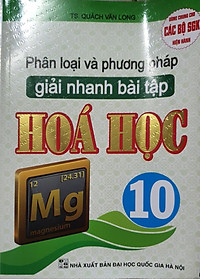 TS. QUÁCH VĂN LONG
DÙNG CHUNG CHO
CÁC BỘ SGK
HIỆN HÀNH
Phân loại và phương pháp
giải nhanh bài tập
HOÁ HỌC
12 [24.31]
Mg
magnesium
10
NHÀ XUẤT BẢN ĐẠI HỌC QUỐC GIA HÀ NỘI